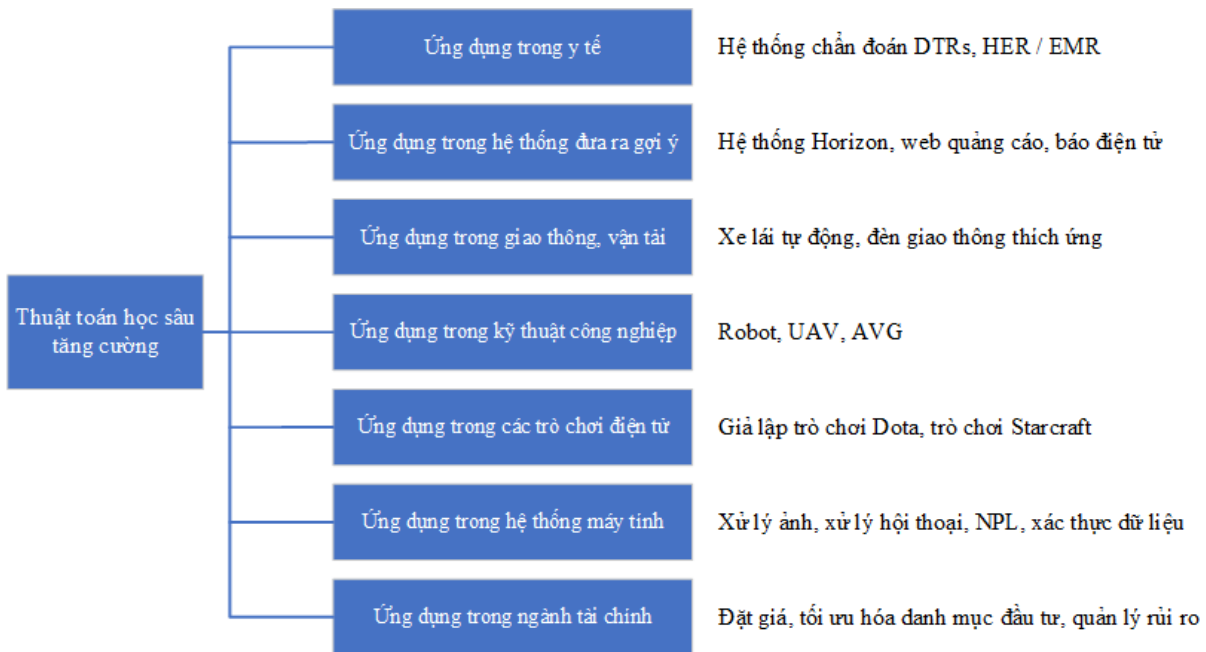 Ứng dụng trong y tế
Hệ thống chẩn đoán DTRs, HER / EMR
Ứng dụng trong hệ thống đưa ra gợi ý
Hệ thống Horizon, web quảng cáo, báo điện tử
Ứng dụng trong giao thông, vận tải
Xe lái tự động, đèn giao thông thích ứng
Thuật toán học sâu
tăng cường
Ứng dụng trong kỹ thuật công nghiệp
Robot, UAV, AVG
Ứng dụng trong các trò chơi điện tử
Giả lập trò chơi Dota, trò chơi Starcraft
Ứng dụng trong hệ thống máy tính
Xử lý ảnh, xử lý hội thoại, NPL, xác thực dữ liệu
Ứng dụng trong ngành tài chính
Đặt giá, tối ưu hóa danh mục đầu tư, quản lý rủi ro